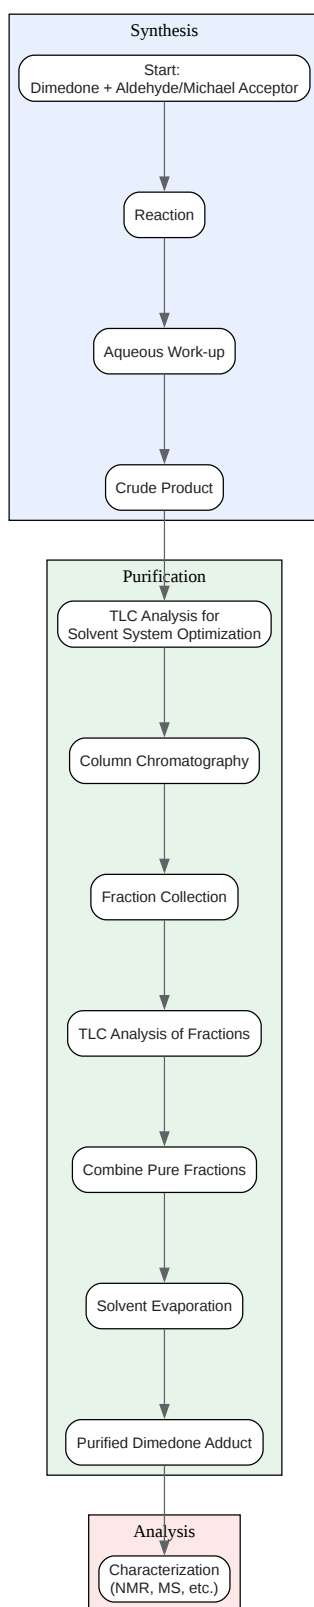 Synthesis
Start:
Dimedone + Aldehyde/Michael Acceptor
Reaction
Aqueous Work-up
Crude Product
Purification
TLC Analysis for
Solvent System Optimization
Column Chromatography
Fraction Collection
TLC Analysis of Fractions
Combine Pure Fractions
Solvent Evaporation
Purified Dimedone Adduct
Analysis
Characterization
(NMR, MS, etc.)